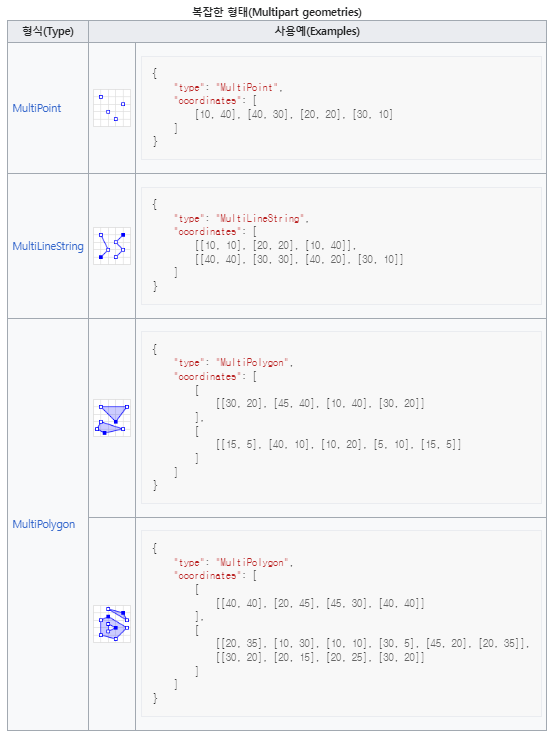 복잡한 형태(Multipart geometries)
형식(Type) 사용예(Examples)
MultiPoint
{
    "type": "MultiPoint",
    "coordinates": [
        [10, 40], [40, 30], [20, 20], [30, 10]
    ]
}
MultiLineString
{
    "type": "MultiLineString",
    "coordinates": [
        [[10, 10], [20, 20], [10, 40]],
        [[40, 40], [30, 30], [40, 20], [30, 10]]
    ]
}
MultiPolygon
{
    "type": "MultiPolygon",
    "coordinates": [
        [
            [[30, 20], [45, 40], [10, 40], [30, 20]]
        ],
        [
            [[15, 5], [40, 10], [10, 20], [5, 10], [15, 5]]
        ]
    ]
}
{
    "type": "MultiPolygon",
    "coordinates": [
        [
            [[40, 40], [20, 45], [45, 30], [40, 40]]
        ],
        [
            [[20, 35], [10, 30], [10, 10], [30, 5], [45, 20], [20, 35]],
            [[30, 20], [20, 15], [20, 25], [30, 20]]
        ]
    ]
}